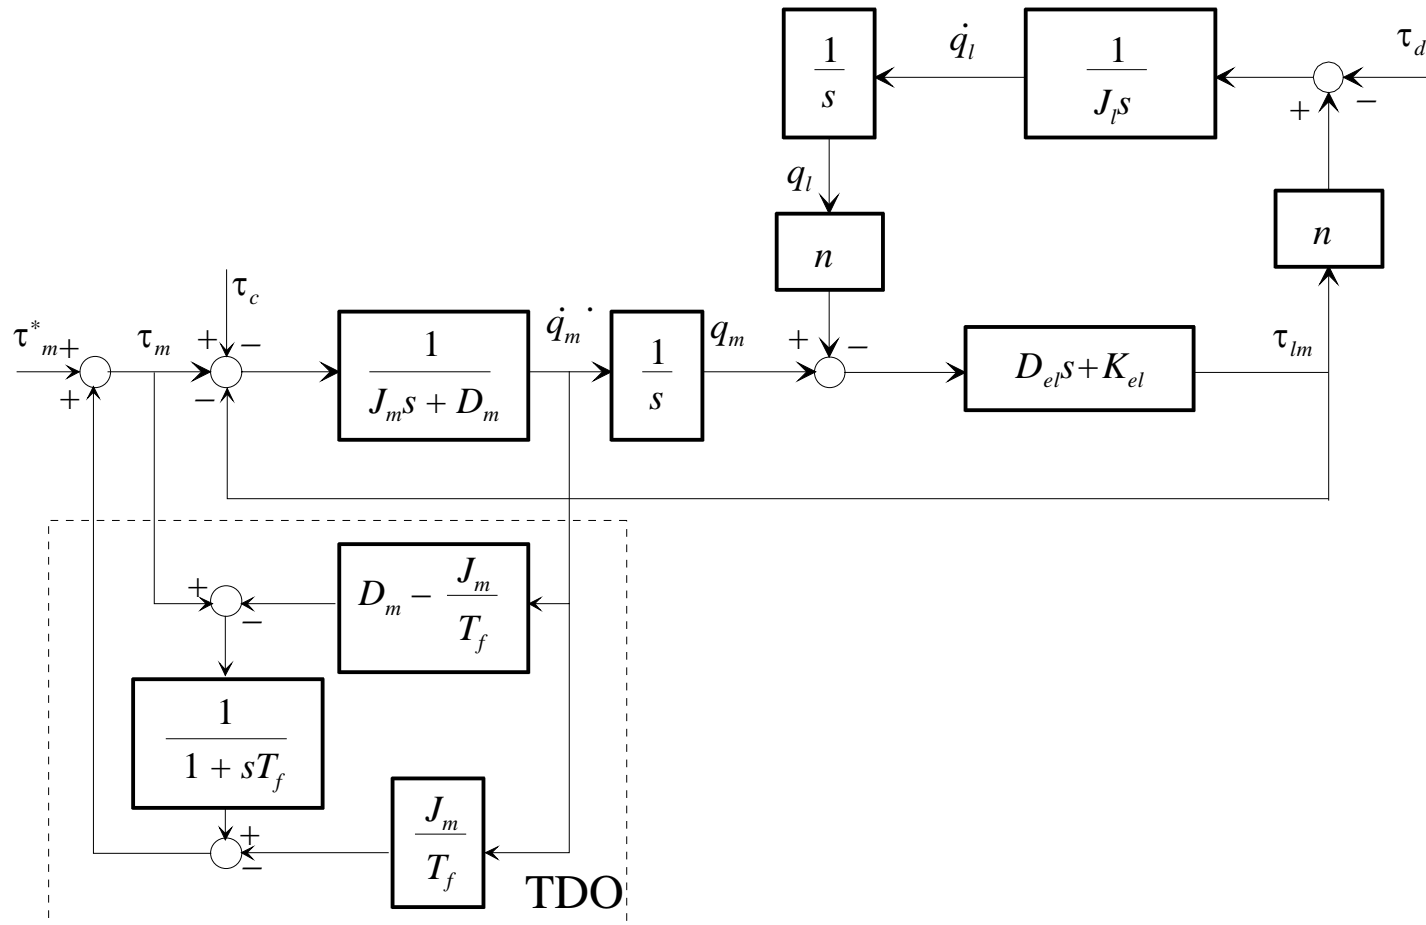 1/s
q̇_l
1/(J_l s)
τ_d
+ −
q_l
n
n
τ_c
τ*_m +
τ_m
+ −
1/(J_m s + D_m)
q̇_m ·
1/s
q_m
+ −
D_el s+K_el
τ_lm
+
−
+
−
D_m − J_m/T_f
1/(1 + sT_f)
+
−
J_m/T_f
TDO